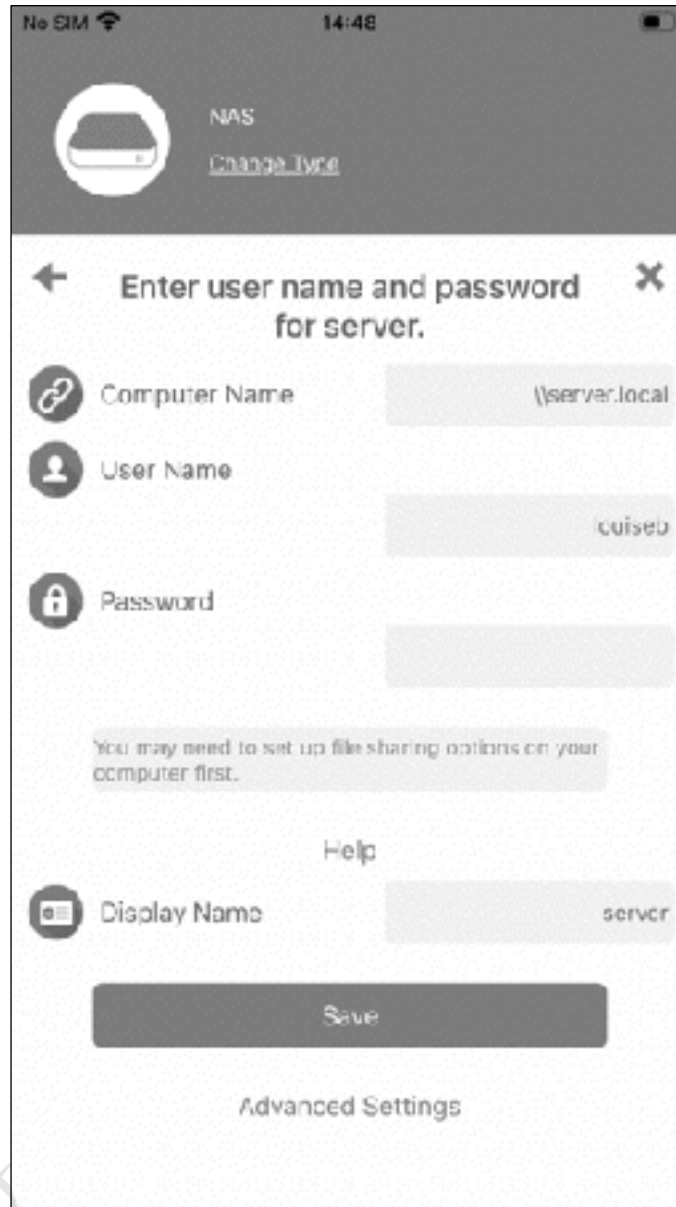 No SIM 14:48
NAS
Change Type
Enter user name and password
for server.
Computer Name \\server.local
User Name
louiseb
Password
You may need to set up file sharing options on your
computer first.
Help
Display Name server
Save
Advanced Settings